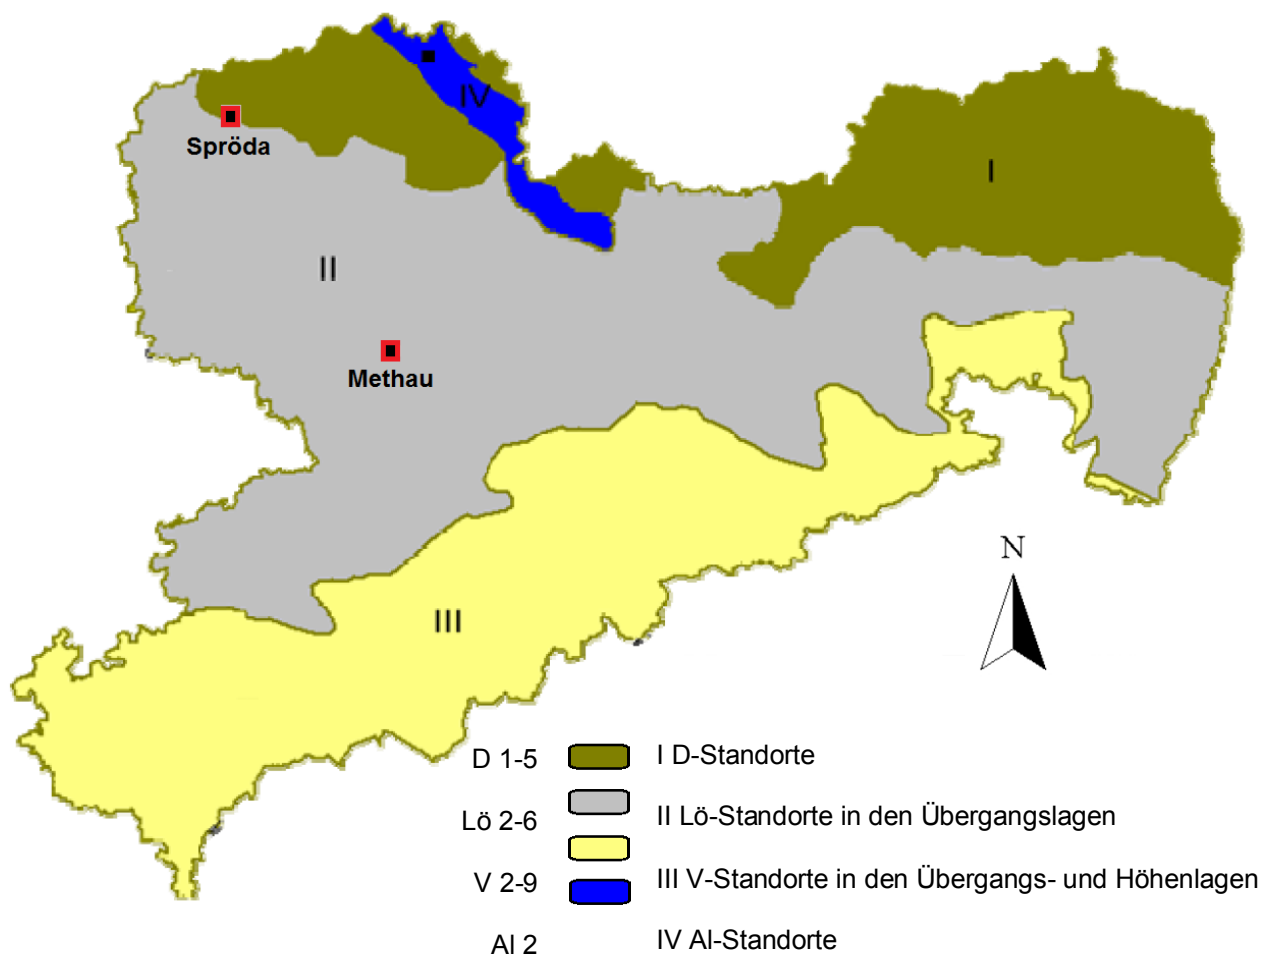 IV
Spröda
I
II
Methau
N
III
D 1-5 I D-Standorte
Lö 2-6 II Lö-Standorte in den Übergangslagen
V 2-9 III V-Standorte in den Übergangs- und Höhenlagen
Al 2 IV Al-Standorte